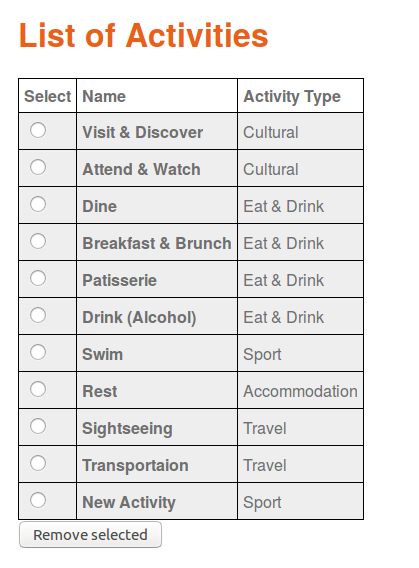 List of Activities
Select Name Activity Type
Visit & Discover Cultural
Attend & Watch Cultural
Dine Eat & Drink
Breakfast & Brunch Eat & Drink
Patisserie Eat & Drink
Drink (Alcohol) Eat & Drink
Swim Sport
Rest Accommodation
Sightseeing Travel
Transportaion Travel
New Activity Sport
Remove selected